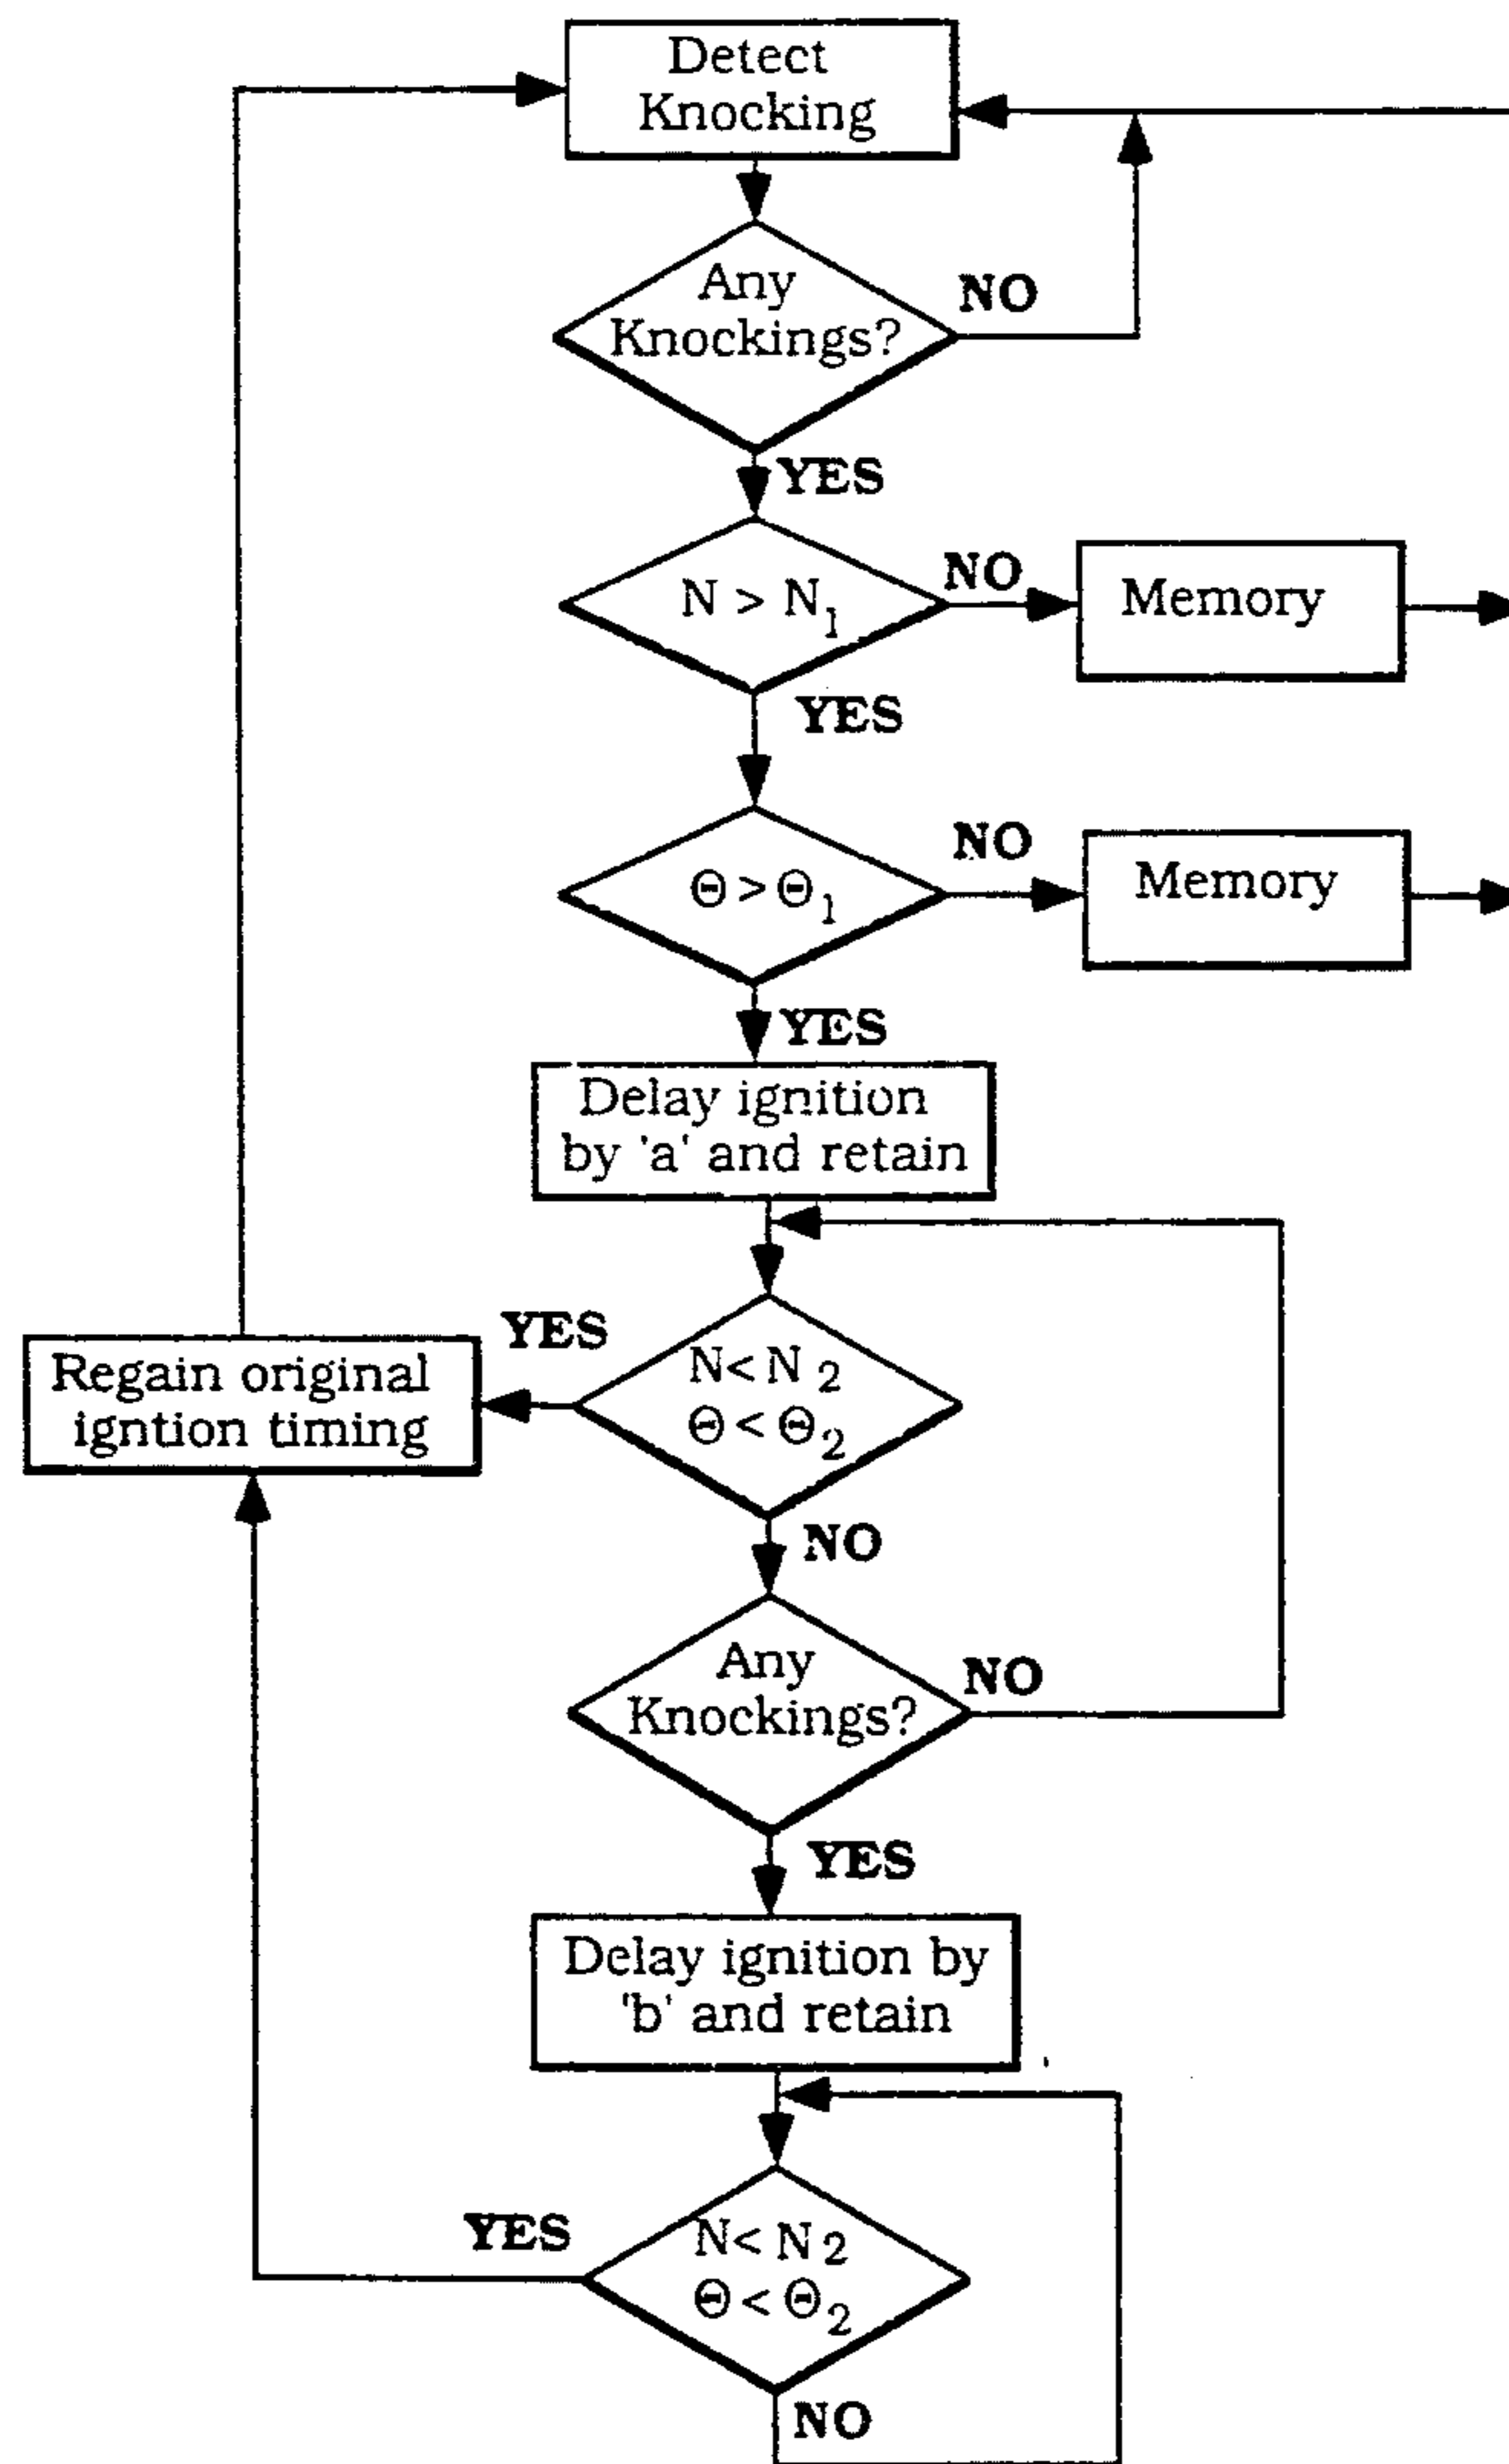 Detect
Knocking
Any
Knockings?
NO
YES
N > N1
NO
Memory
YES
Θ > Θ1
NO
Memory
YES
Delay ignition
by 'a' and retain
YES
N< N 2
Θ < Θ2
Regain original
igntion timing
NO
Any
Knockings?
NO
YES
Delay ignition by
'b' and retain
YES
N< N 2
Θ < Θ2
NO